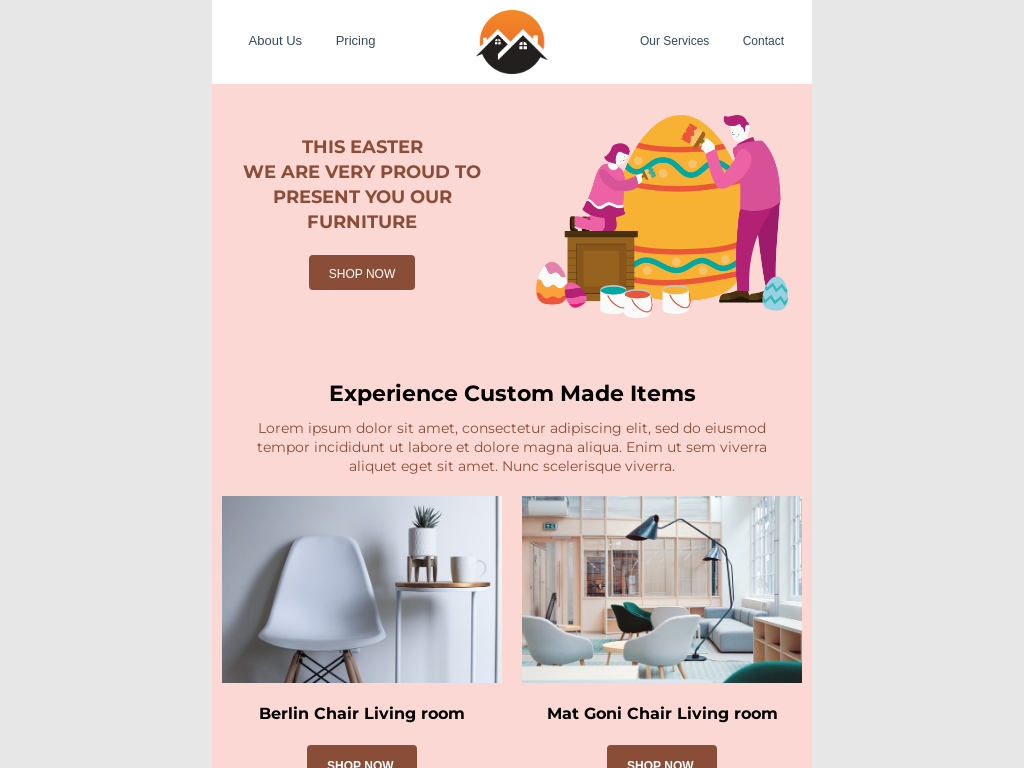 About Us
Pricing
Our Services
Contact
THIS EASTER
WE ARE VERY PROUD TO
PRESENT YOU OUR
FURNITURE
SHOP NOW
Experience Custom Made Items
Lorem ipsum dolor sit amet, consectetur adipiscing elit, sed do eiusmod
tempor incididunt ut labore et dolore magna aliqua. Enim ut sem viverra
aliquet eget sit amet. Nunc scelerisque viverra.
Berlin Chair Living room
Mat Goni Chair Living room
SHOP NOW
SHOP NOW